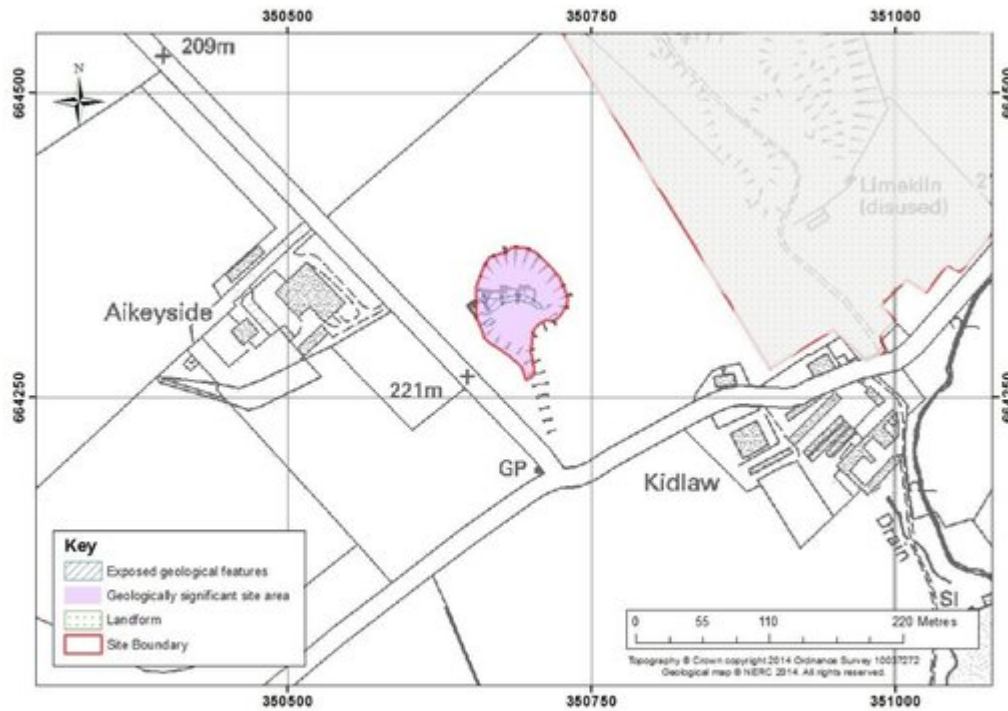 350500
350750
351000
209m
N
664500
664500
Limekiln
(disused)
2
Aikeyside
221m
664250
664250
GP
Kidlaw
Drain
SI
Key
Exposed geological features
Geologically significant site area
Landform
Site Boundary
0 55 110 220 Metres
Topography © Crown copyright 2014 Ordnance Survey
Geological map © NERC 2014. All rights reserved.
350500
350750
351000